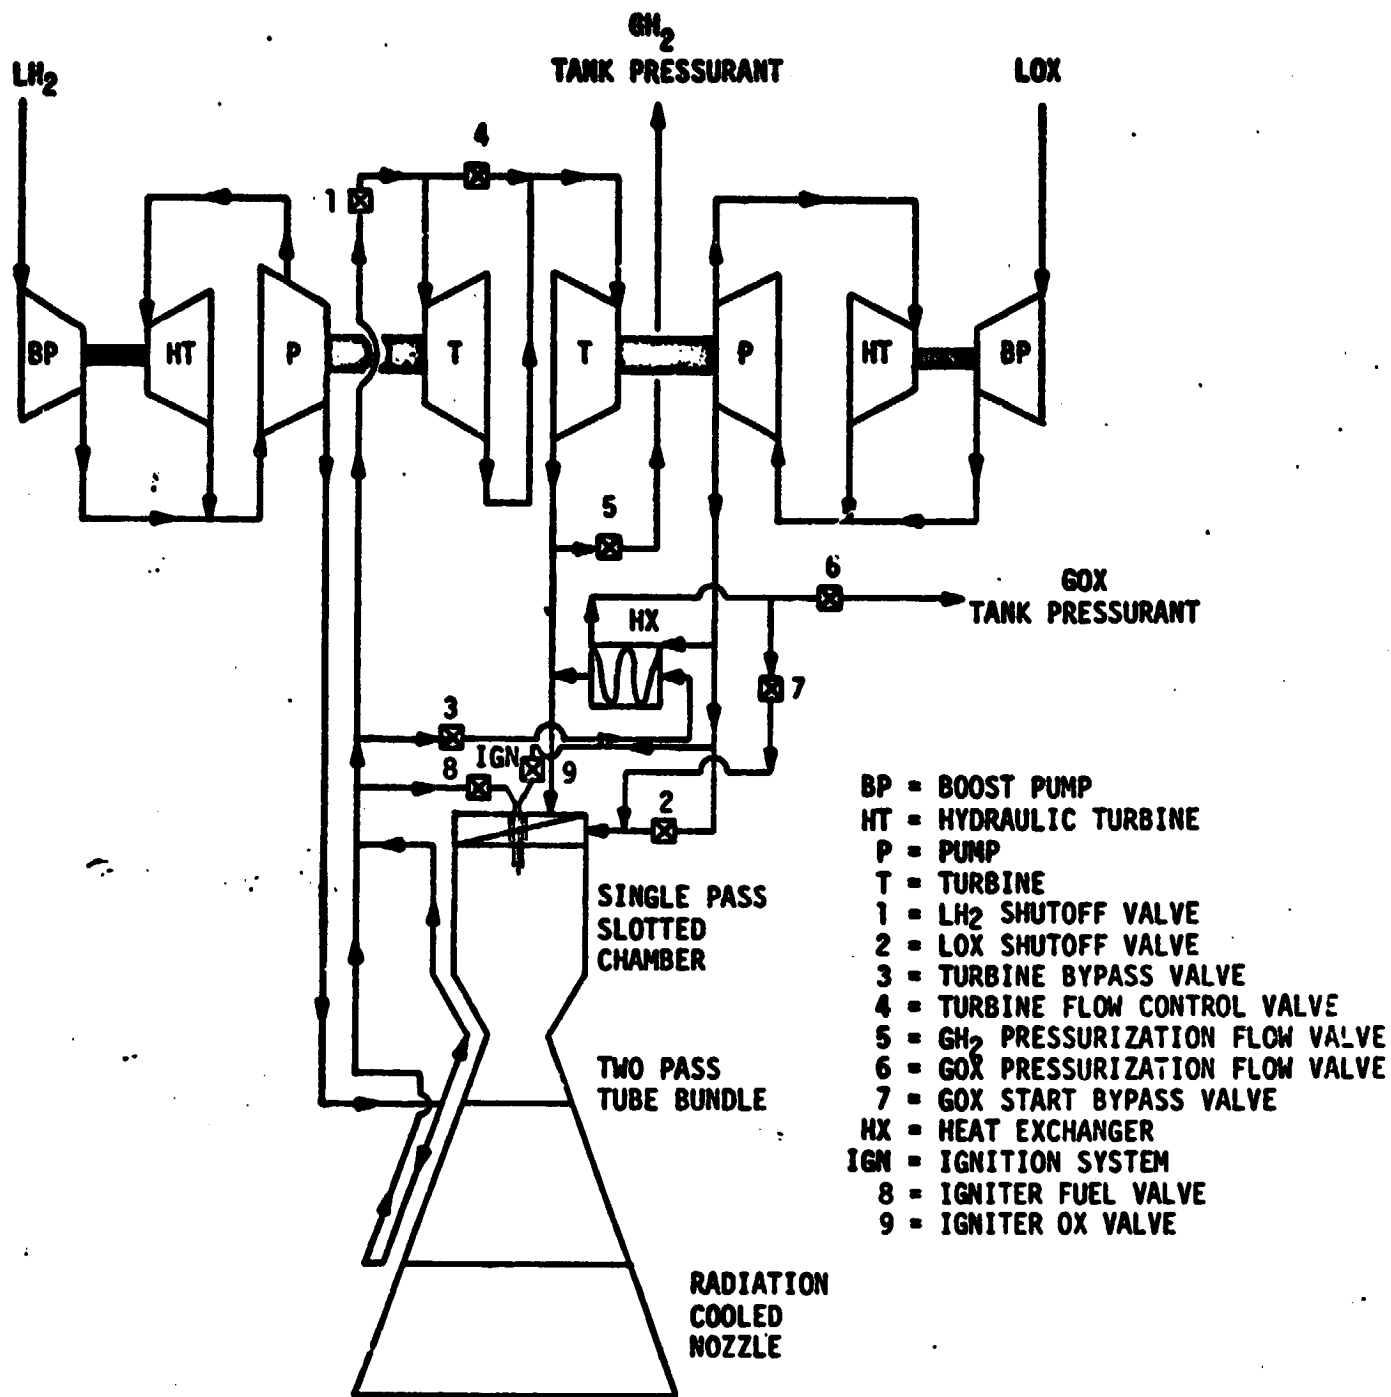 GH2
TANK PRESSURANT
LH2
LOX
4
1
BP
HT
P
T
T
P
HT
BP
5
6
GOX
TANK PRESSURANT
HX
7
3
IGN
8
9
2
SINGLE PASS
SLOTTED
CHAMBER
TWO PASS
TUBE BUNDLE
RADIATION
COOLED
NOZZLE
BP = BOOST PUMP
HT = HYDRAULIC TURBINE
P = PUMP
T = TURBINE
1 = LH2 SHUTOFF VALVE
2 = LOX SHUTOFF VALVE
3 = TURBINE BYPASS VALVE
4 = TURBINE FLOW CONTROL VALVE
5 = GH2 PRESSURIZATION FLOW VALVE
6 = GOX PRESSURIZATION FLOW VALVE
7 = GOX START BYPASS VALVE
HX = HEAT EXCHANGER
IGN = IGNITION SYSTEM
8 = IGNITER FUEL VALVE
9 = IGNITER OX VALVE